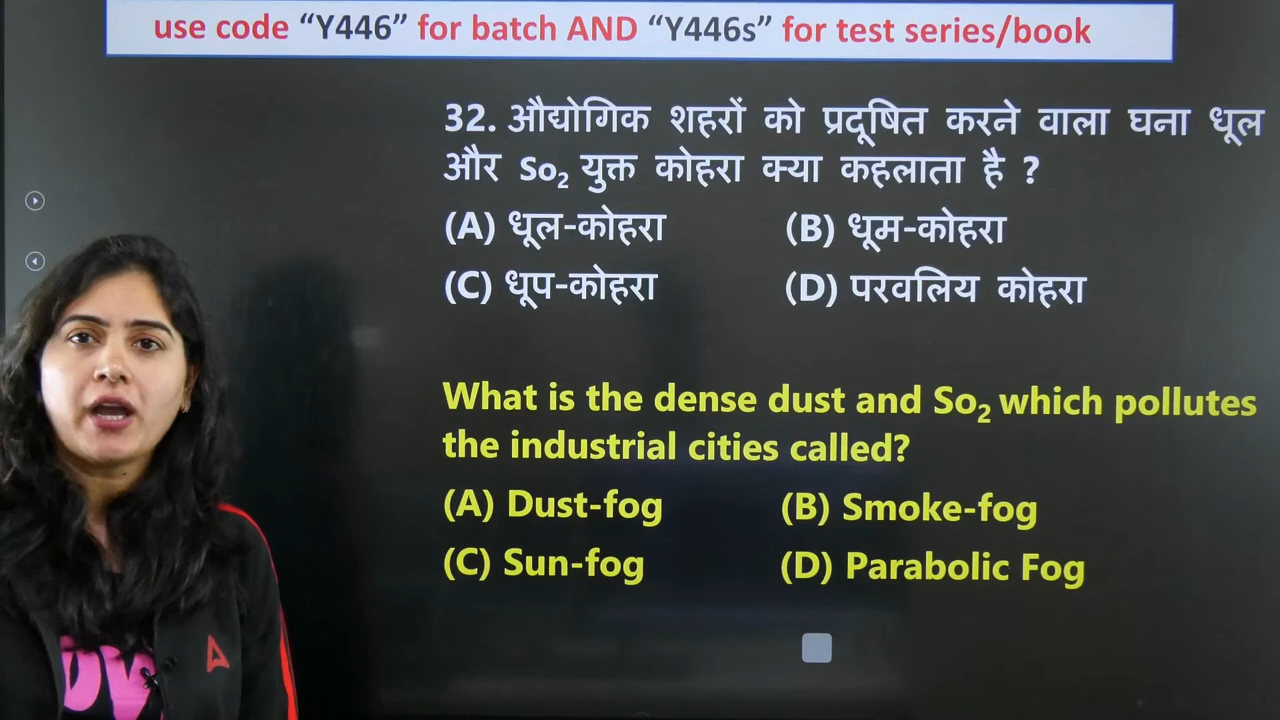 use code “Y446” for batch AND “Y446s” for test series/book
32. औद्योगिक शहरों को प्रदूषित करने वाला घना धूल
और So₂ युक्त कोहरा क्या कहलाता है ?
(A) धूल-कोहरा (B) धूम-कोहरा
(C) धूप-कोहरा (D) परवलिय कोहरा
What is the dense dust and So₂ which pollutes
the industrial cities called?
(A) Dust-fog (B) Smoke-fog
(C) Sun-fog (D) Parabolic Fog